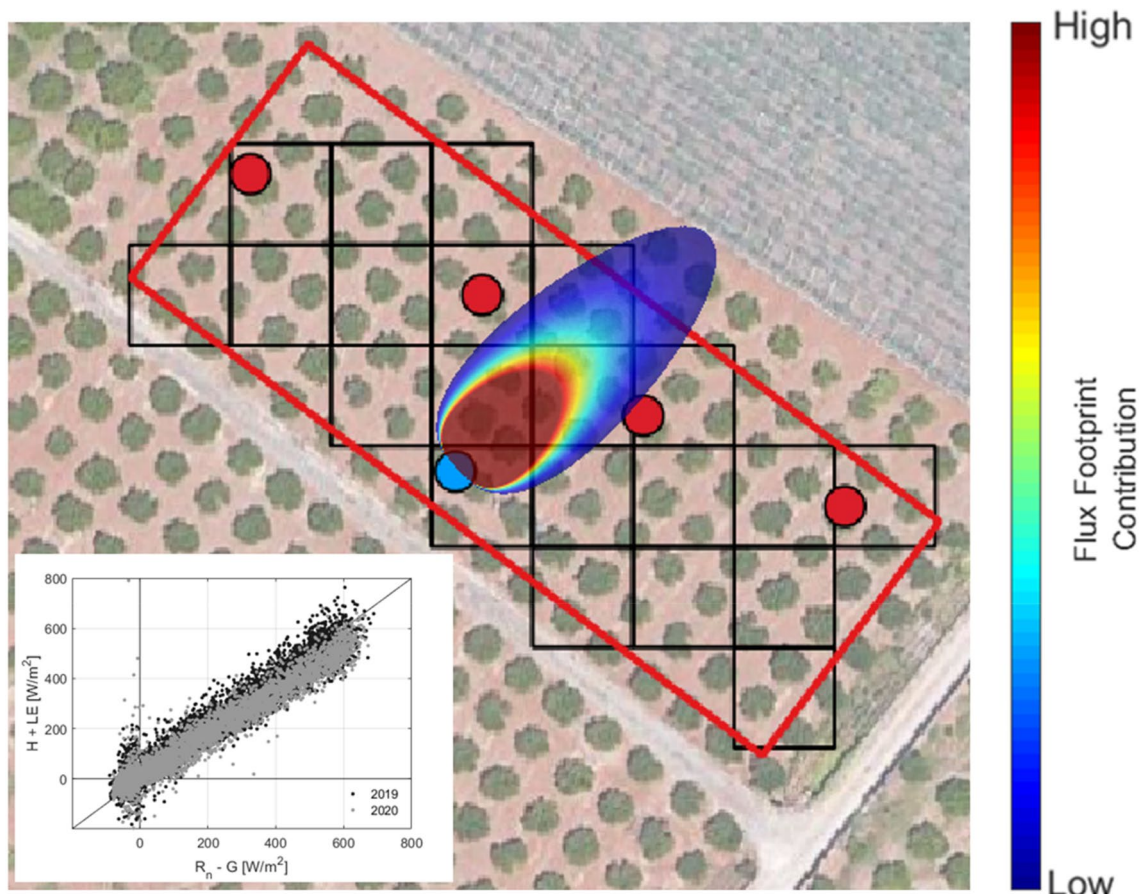 High
Flux Footprint
Contribution
Low
800
600
400
200
0
H + LE [W/m²]
2019
2020
0 200 400 600 800
Rₙ - G [W/m²]